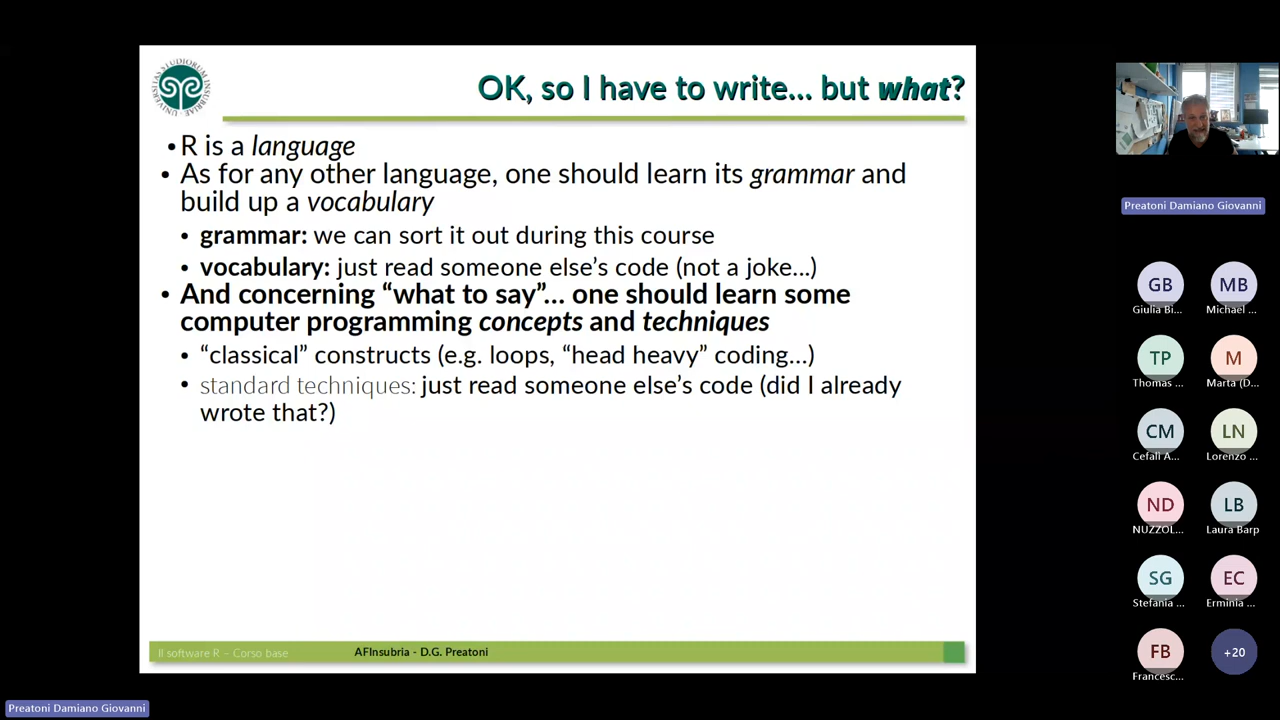 OK, so I have to write... but what?
• R is a language
• As for any other language, one should learn its grammar and
build up a vocabulary
• grammar: we can sort it out during this course
• vocabulary: just read someone else's code (not a joke...)
• And concerning “what to say”... one should learn some
computer programming concepts and techniques
• “classical” constructs (e.g. loops, “head heavy” coding...)
• standard techniques: just read someone else's code (did I already
wrote that?)
Il software R – Corso base
AFInsubria - D.G. Preatoni
Preatoni Damiano Giovanni
GB
MB
Giulia Bi...
Michael ...
TP
M
Thomas ...
Marta (D...
CM
LN
Cefalì A...
Lorenzo ...
ND
LB
NUZZOL...
Laura Barp
SG
EC
Stefania ...
Erminia ...
FB
+20
Francesc...
Preatoni Damiano Giovanni